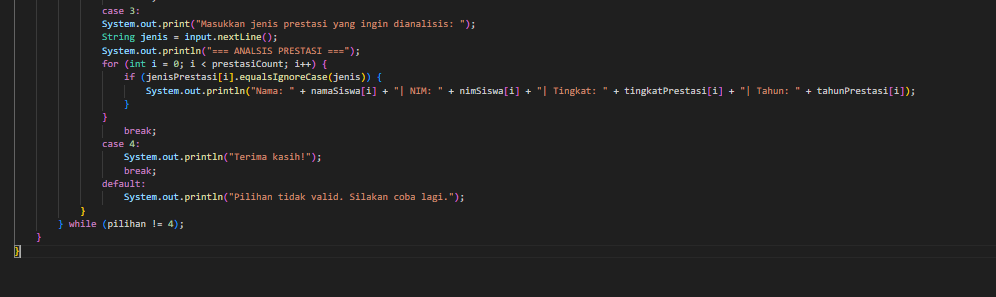 case 3:
System.out.print("Masukkan jenis prestasi yang ingin dianalisis: ");
String jenis = input.nextLine();
System.out.println("=== ANALSIS PRESTASI ===");
for (int i = 0; i < prestasiCount; i++) {
if (jenisPrestasi[i].equalsIgnoreCase(jenis)) {
System.out.println("Nama: " + namaSiswa[i] + "| NIM: " + nimSiswa[i] + "| Tingkat: " + tingkatPrestasi[i] + "| Tahun: " + tahunPrestasi[i]);
}
}
break;
case 4:
System.out.println("Terima kasih!");
break;
default:
System.out.println("Pilihan tidak valid. Silakan coba lagi.");
}
} while (pilihan != 4);
}
}